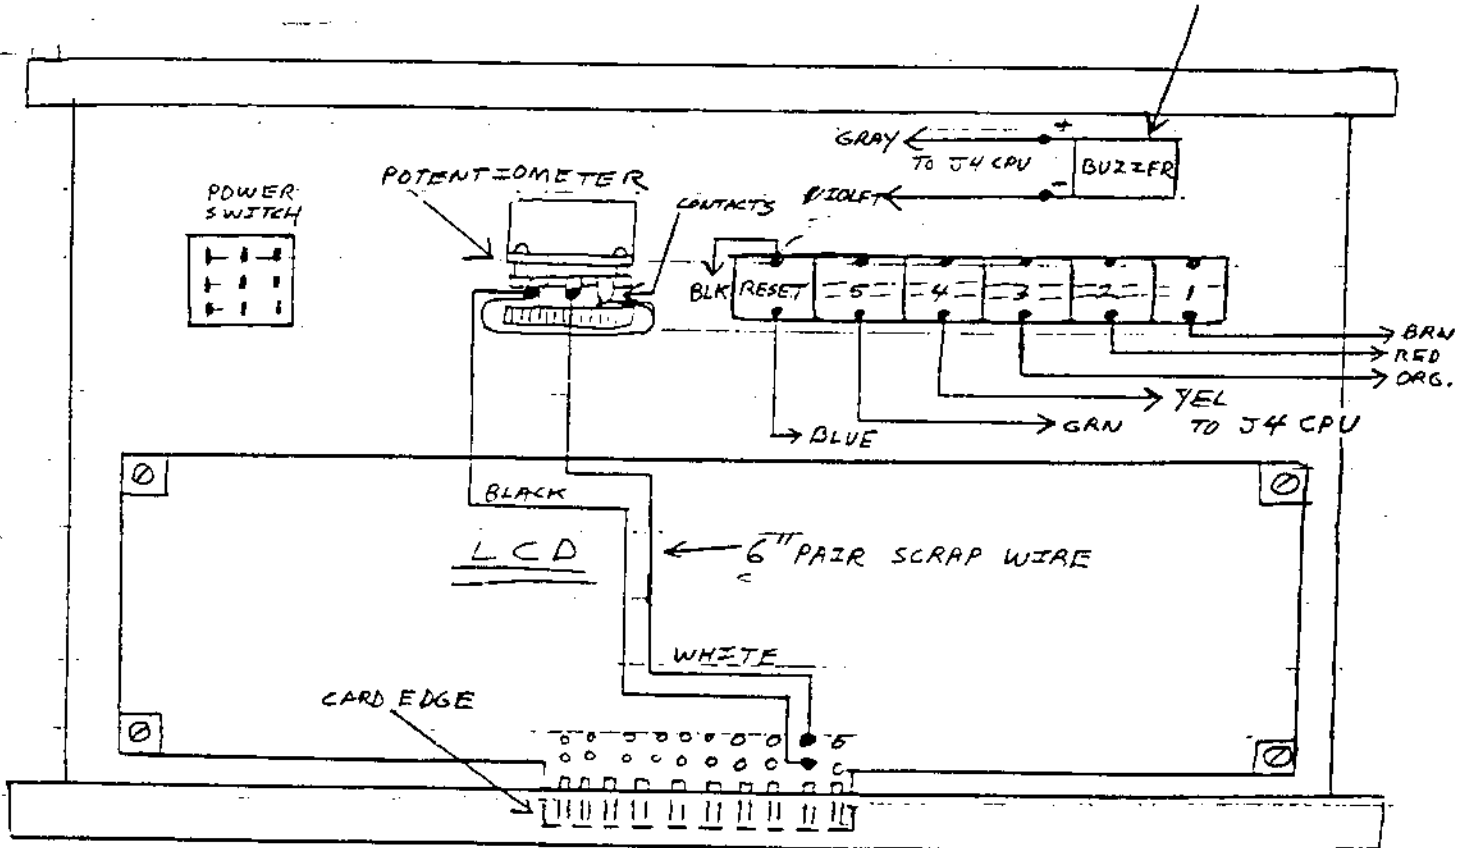 GRAY
+
TO J4 CPU
BUZZER
-
VIOLET
POTENTIOMETER
CONTACTS
POWER
SWITCH
BLK
RESET
5
4
3
2
1
BRN
RED
ORG.
YEL
TO J4 CPU
GRN
BLUE
BLACK
LCD
6" PAIR SCRAP WIRE
WHITE
CARD EDGE